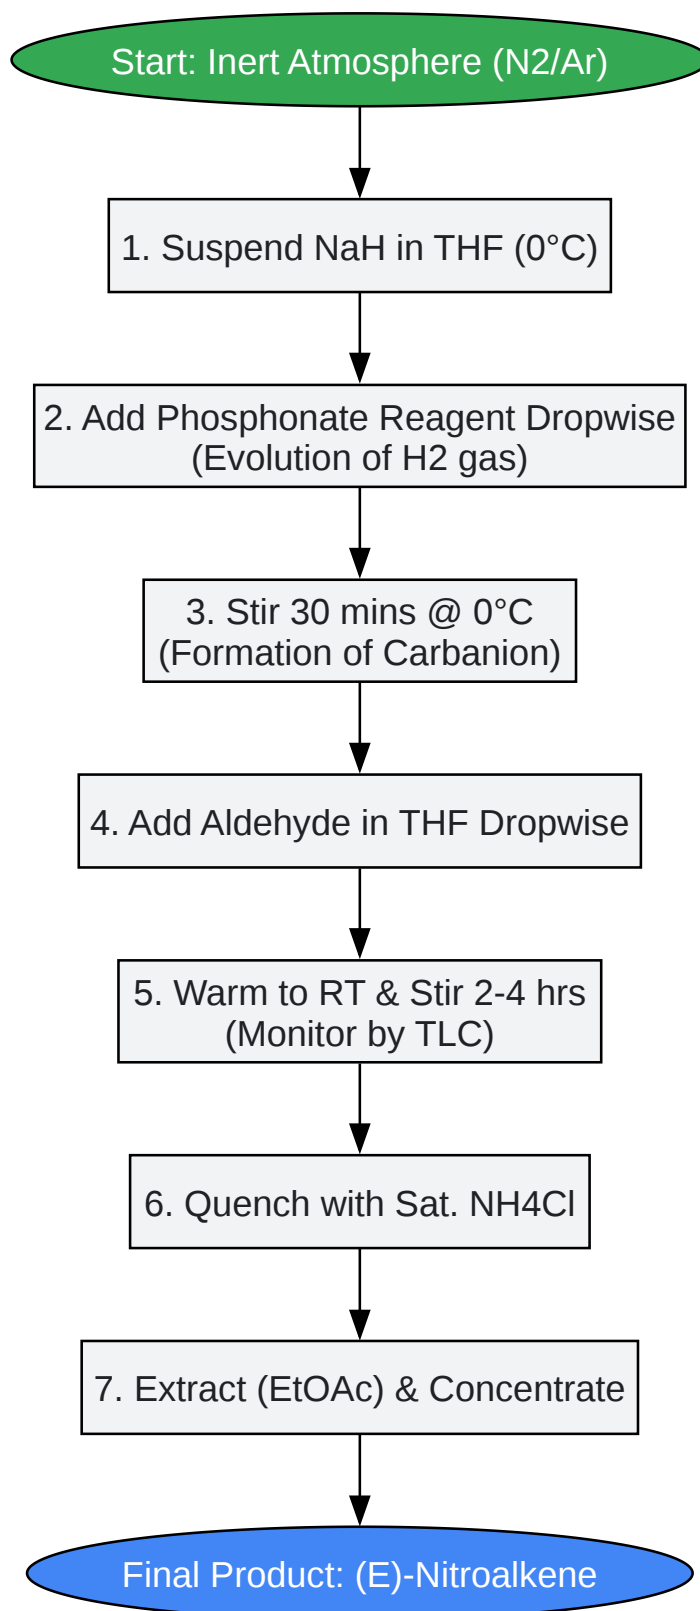 Start: Inert Atmosphere (N2/Ar)
1. Suspend NaH in THF (0°C)
2. Add Phosphonate Reagent Dropwise
(Evolution of H2 gas)
3. Stir 30 mins @ 0°C
(Formation of Carbanion)
4. Add Aldehyde in THF Dropwise
5. Warm to RT & Stir 2-4 hrs
(Monitor by TLC)
6. Quench with Sat. NH4Cl
7. Extract (EtOAc) & Concentrate
Final Product: (E)-Nitroalkene